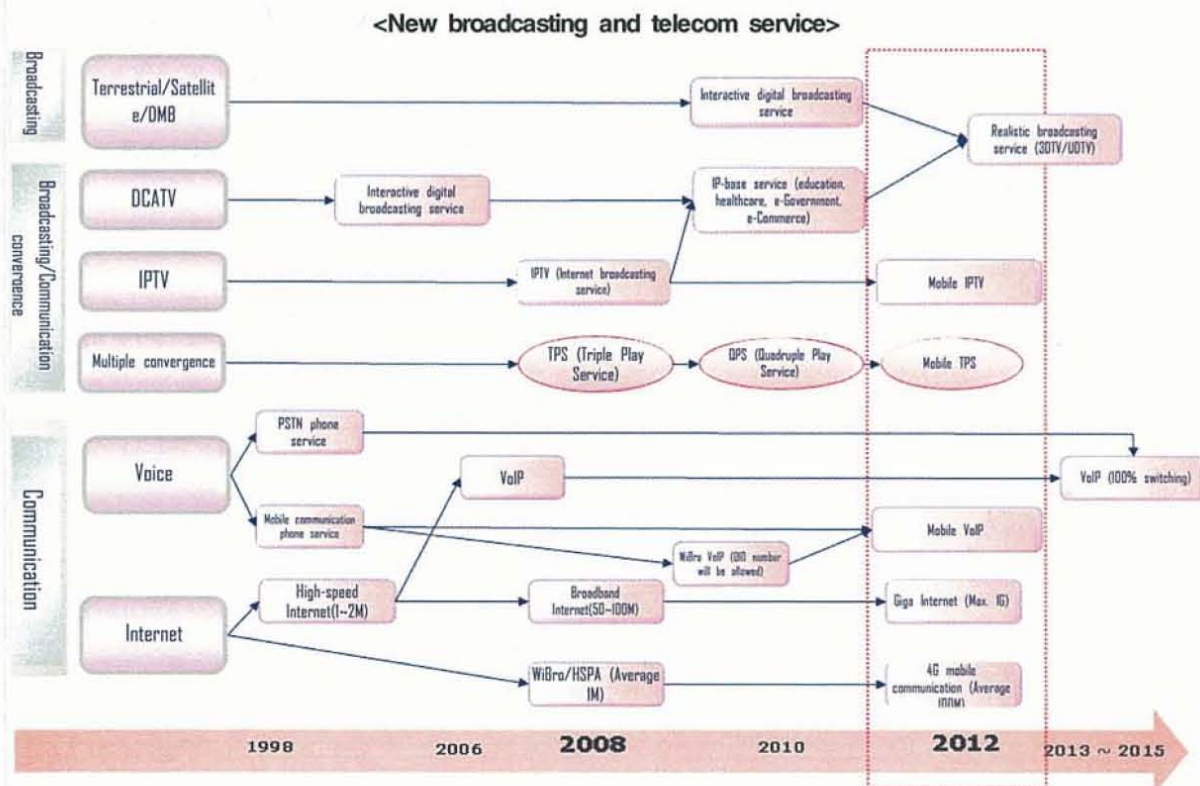 <New broadcasting and telecom service>
Broadcasting
Terrestrial/Satellit
e/DMB
Interactive digital broadcasting
service
Realistic broadcasting
service (3DTV/UDTV)
Broadcasting/Communication
convergence
DCATV
Interactive digital
broadcasting service
IP-base service (education,
healthcare, e-Government,
e-Commerce)
IPTV
IPTV (Internet broadcasting
service)
Mobile IPTV
Multiple convergence
TPS (Triple Play
Service)
QPS (Quadruple Play
Service)
Mobile TPS
Communication
Voice
PSTN phone
service
VoIP
VoIP (100% switching)
Mobile communication
phone service
Mobile VoIP
WiBro VoIP (010 number
will be allowed)
Internet
High-speed
Internet(1~2M)
Broadband
Internet(50~100M)
Giga Internet (Max. 1G)
WiBro/HSPA (Average
1M)
4G mobile
communication (Average
100M)
1998
2006
2008
2010
2012
2013 ~ 2015